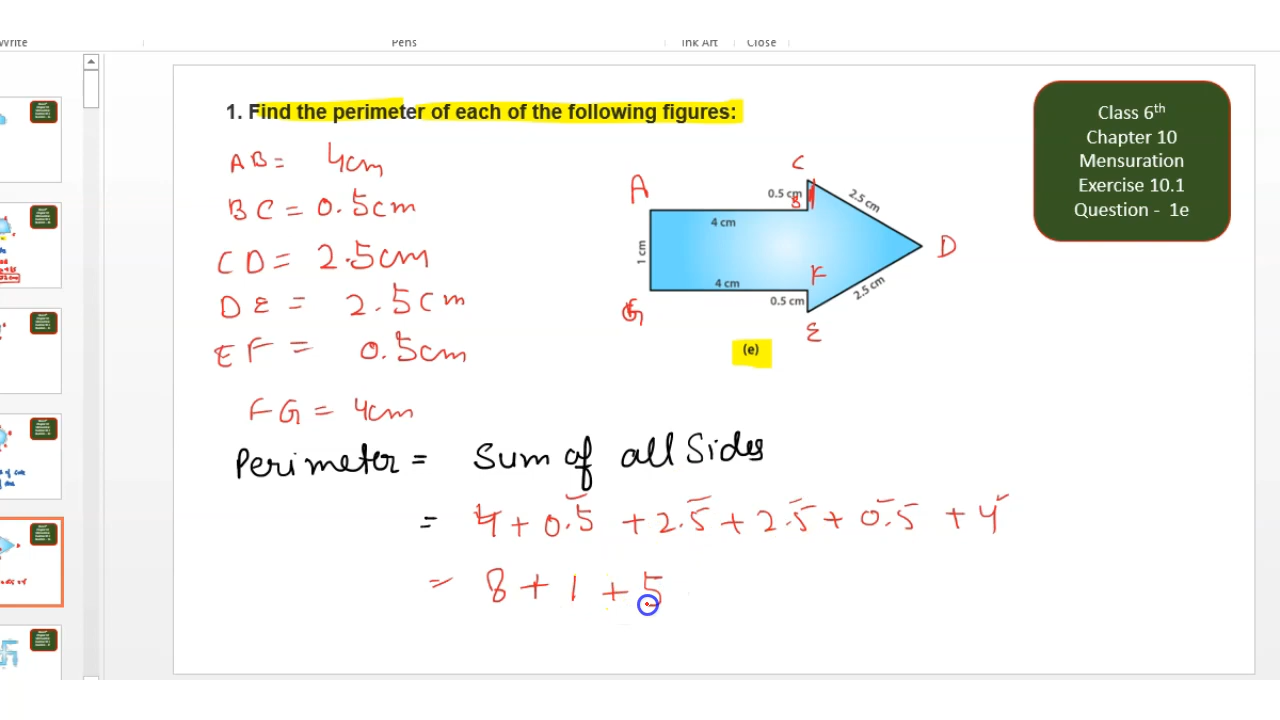 Write
Pens
Ink Art
Close
1. Find the perimeter of each of the following figures:
Class 6th
Chapter 10
Mensuration
Exercise 10.1
Question - 1e
AB = 4cm
BC = 0.5cm
CD = 2.5cm
DE = 2.5cm
EF = 0.5cm
FG = 4cm
C
A
0.5 cm
B
2.5 cm
4 cm
1 cm
D
F
4 cm
0.5 cm
2.5 cm
G
E
(e)
Perimeter = Sum of all Sides
= 4 + 0.5 + 2.5 + 2.5 + 0.5 + 4
= 8 + 1 + 5